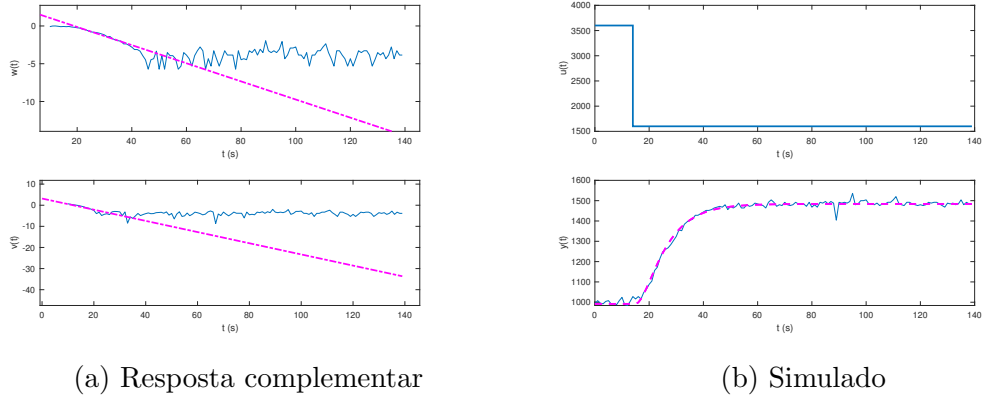 0
-5
-10
w(t)
20 40 60 80 100 120 140
t (s)
10
0
-10
-20
-30
-40
v(t)
0 20 40 60 80 100 120 140
t (s)
(a) Resposta complementar
4000
3500
3000
2500
2000
1500
u(t)
0 20 40 60 80 100 120 140
t (s)
1600
1500
1400
1300
1200
1100
1000
y(t)
0 20 40 60 80 100 120 140
t (s)
(b) Simulado